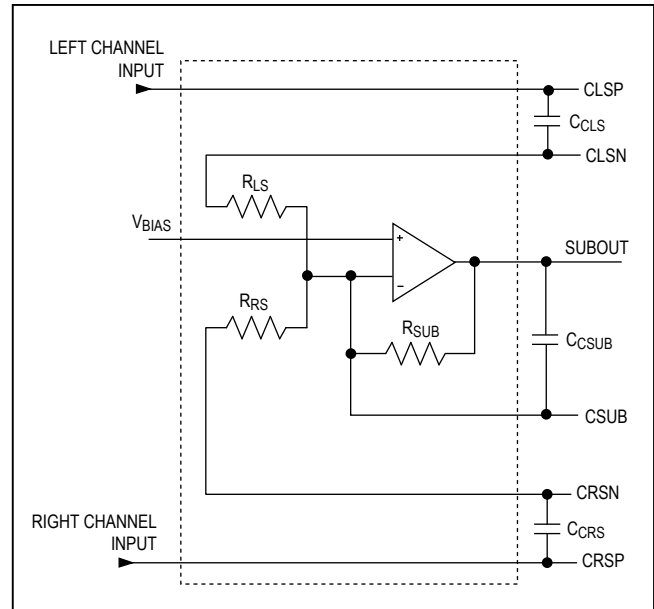 LEFT CHANNEL
INPUT
CLSP
CCLS
CLSN
RLS
VBIAS
+
−
SUBOUT
RRS
RSUB
CCSUB
CSUB
CRSN
RIGHT CHANNEL
INPUT
CCRS
CRSP